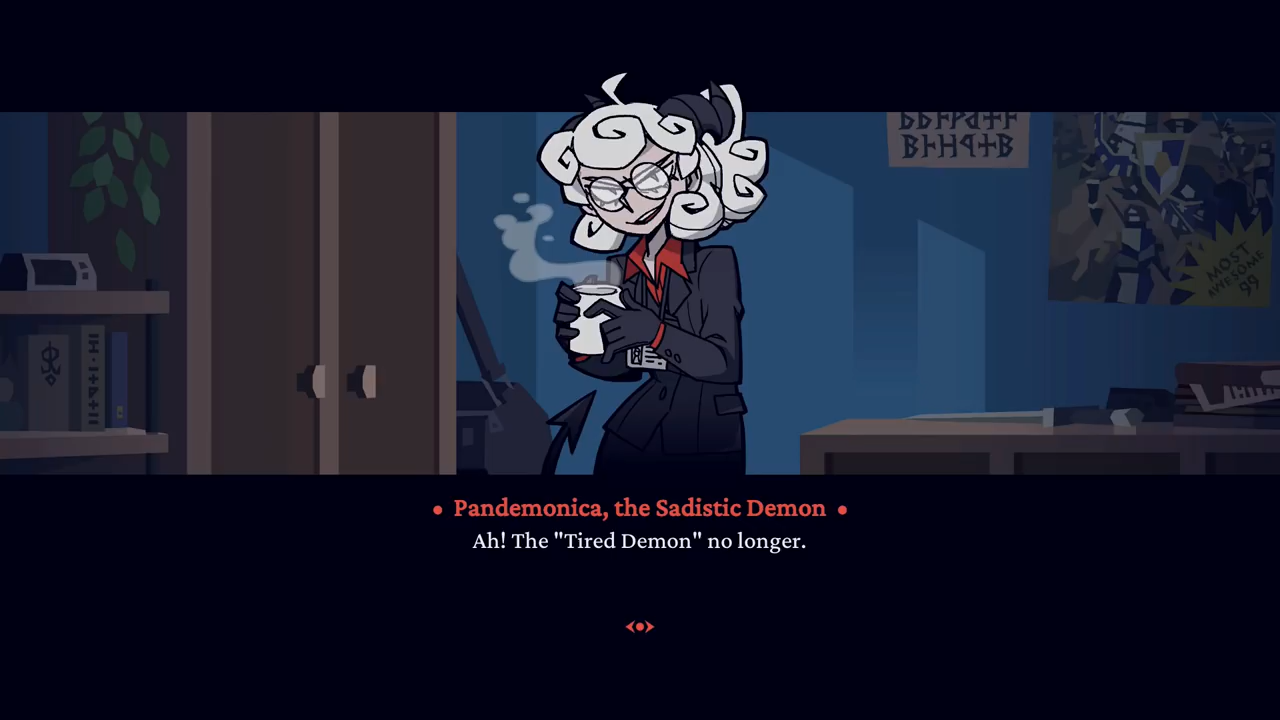 MOST
AWESOME
99
• Pandemonica, the Sadistic Demon •
Ah! The "Tired Demon" no longer.